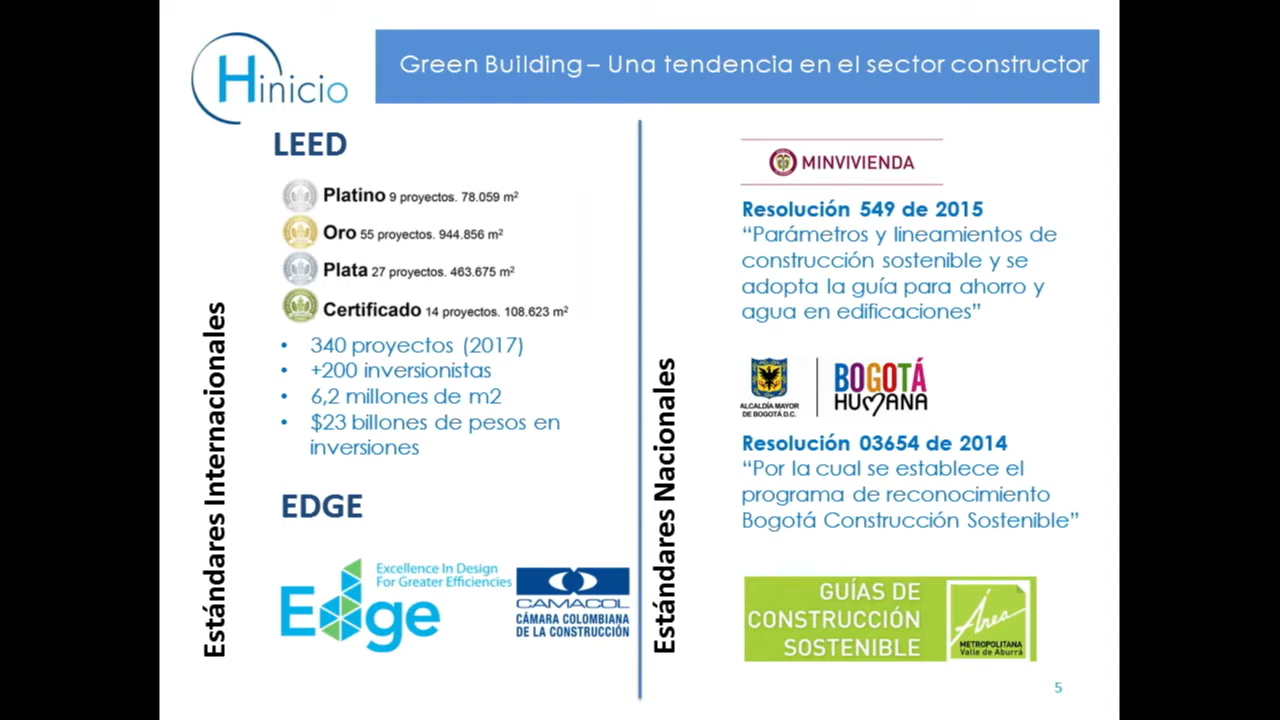 Hinicio
Green Building – Una tendencia en el sector constructor
Estándares Internacionales
LEED
Platino 9 proyectos. 78.059 m²
Oro 55 proyectos. 944.856 m²
Plata 27 proyectos. 463.675 m²
Certificado 14 proyectos. 108.623 m²
• 340 proyectos (2017)
• +200 inversionistas
• 6,2 millones de m2
• $23 billones de pesos en
inversiones
EDGE
Excellence In Design
For Greater Efficiencies
Edge
CAMACOL
CÁMARA COLOMBIANA
DE LA CONSTRUCCIÓN
Estándares Nacionales
MINVIVIENDA
Resolución 549 de 2015
“Parámetros y lineamientos de
construcción sostenible y se
adopta la guía para ahorro y
agua en edificaciones”
ALCALDÍA MAYOR
DE BOGOTÁ D.C.
BOGOTÁ
HUMANA
Resolución 03654 de 2014
“Por la cual se establece el
programa de reconocimiento
Bogotá Construcción Sostenible”
GUÍAS DE
CONSTRUCCIÓN
SOSTENIBLE
Área
METROPOLITANA
Valle de Aburrá
5